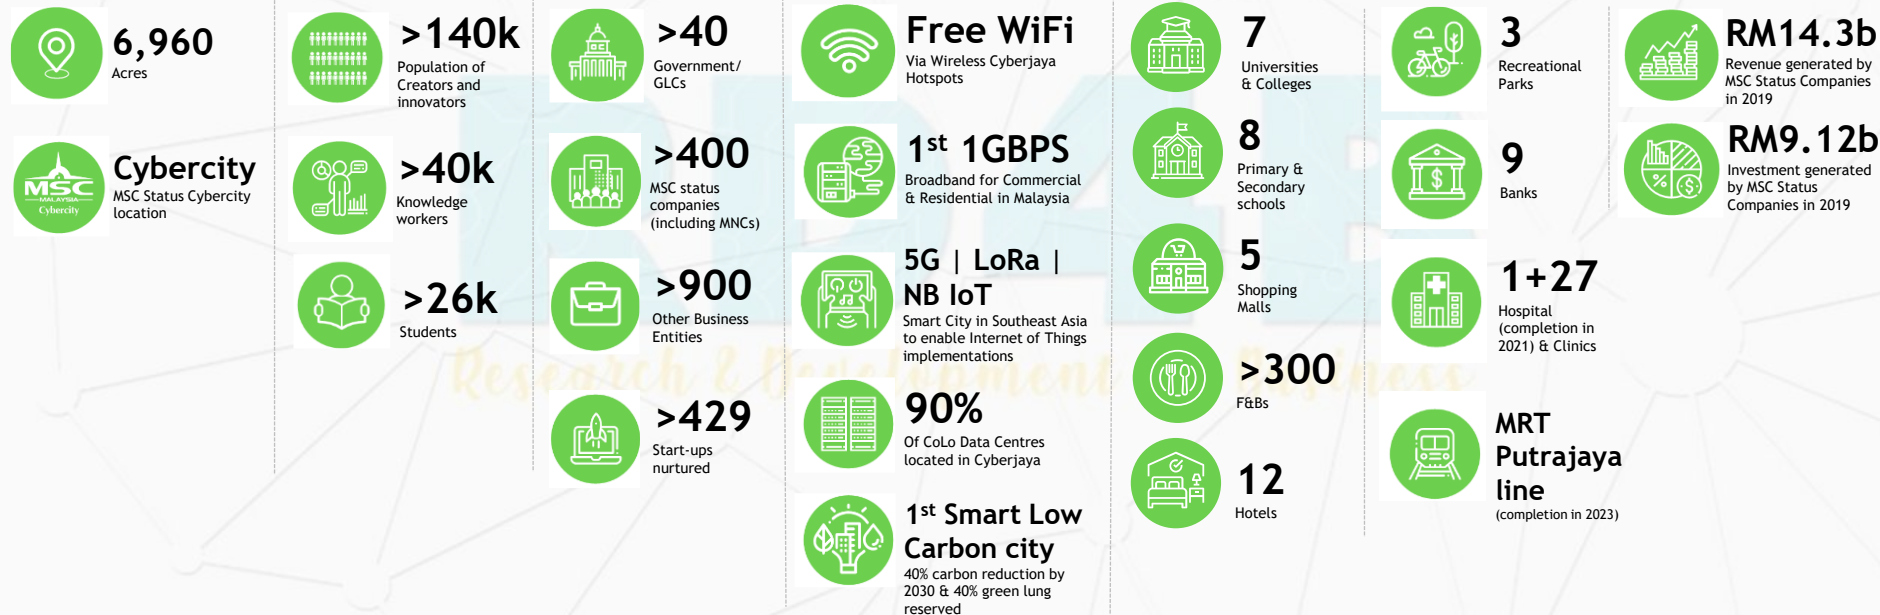 6,960
Acres
MSC
MALAYSIA
Cybercity
Cybercity
MSC Status Cybercity
location
>140k
Population of
Creators and
innovators
>40k
Knowledge
workers
>26k
Students
>40
Government/
GLCs
>400
MSC status
companies
(including MNCs)
>900
Other Business
Entities
>429
Start-ups
nurtured
Free WiFi
Via Wireless Cyberjaya
Hotspots
1st 1GBPS
Broadband for Commercial
& Residential in Malaysia
5G | LoRa |
NB IoT
Smart City in Southeast Asia
to enable Internet of Things
implementations
90%
Of CoLo Data Centres
located in Cyberjaya
1st Smart Low
Carbon city
40% carbon reduction by
2030 & 40% green lung
reserved
7
Universities
& Colleges
8
Primary &
Secondary
schools
5
Shopping
Malls
>300
F&Bs
12
Hotels
3
Recreational
Parks
9
Banks
1+27
Hospital
(completion in
2021) & Clinics
MRT
Putrajaya
line
(completion in 2023)
RM14.3b
Revenue generated by
MSC Status Companies
in 2019
RM9.12b
Investment generated
by MSC Status
Companies in 2019
Research & Development